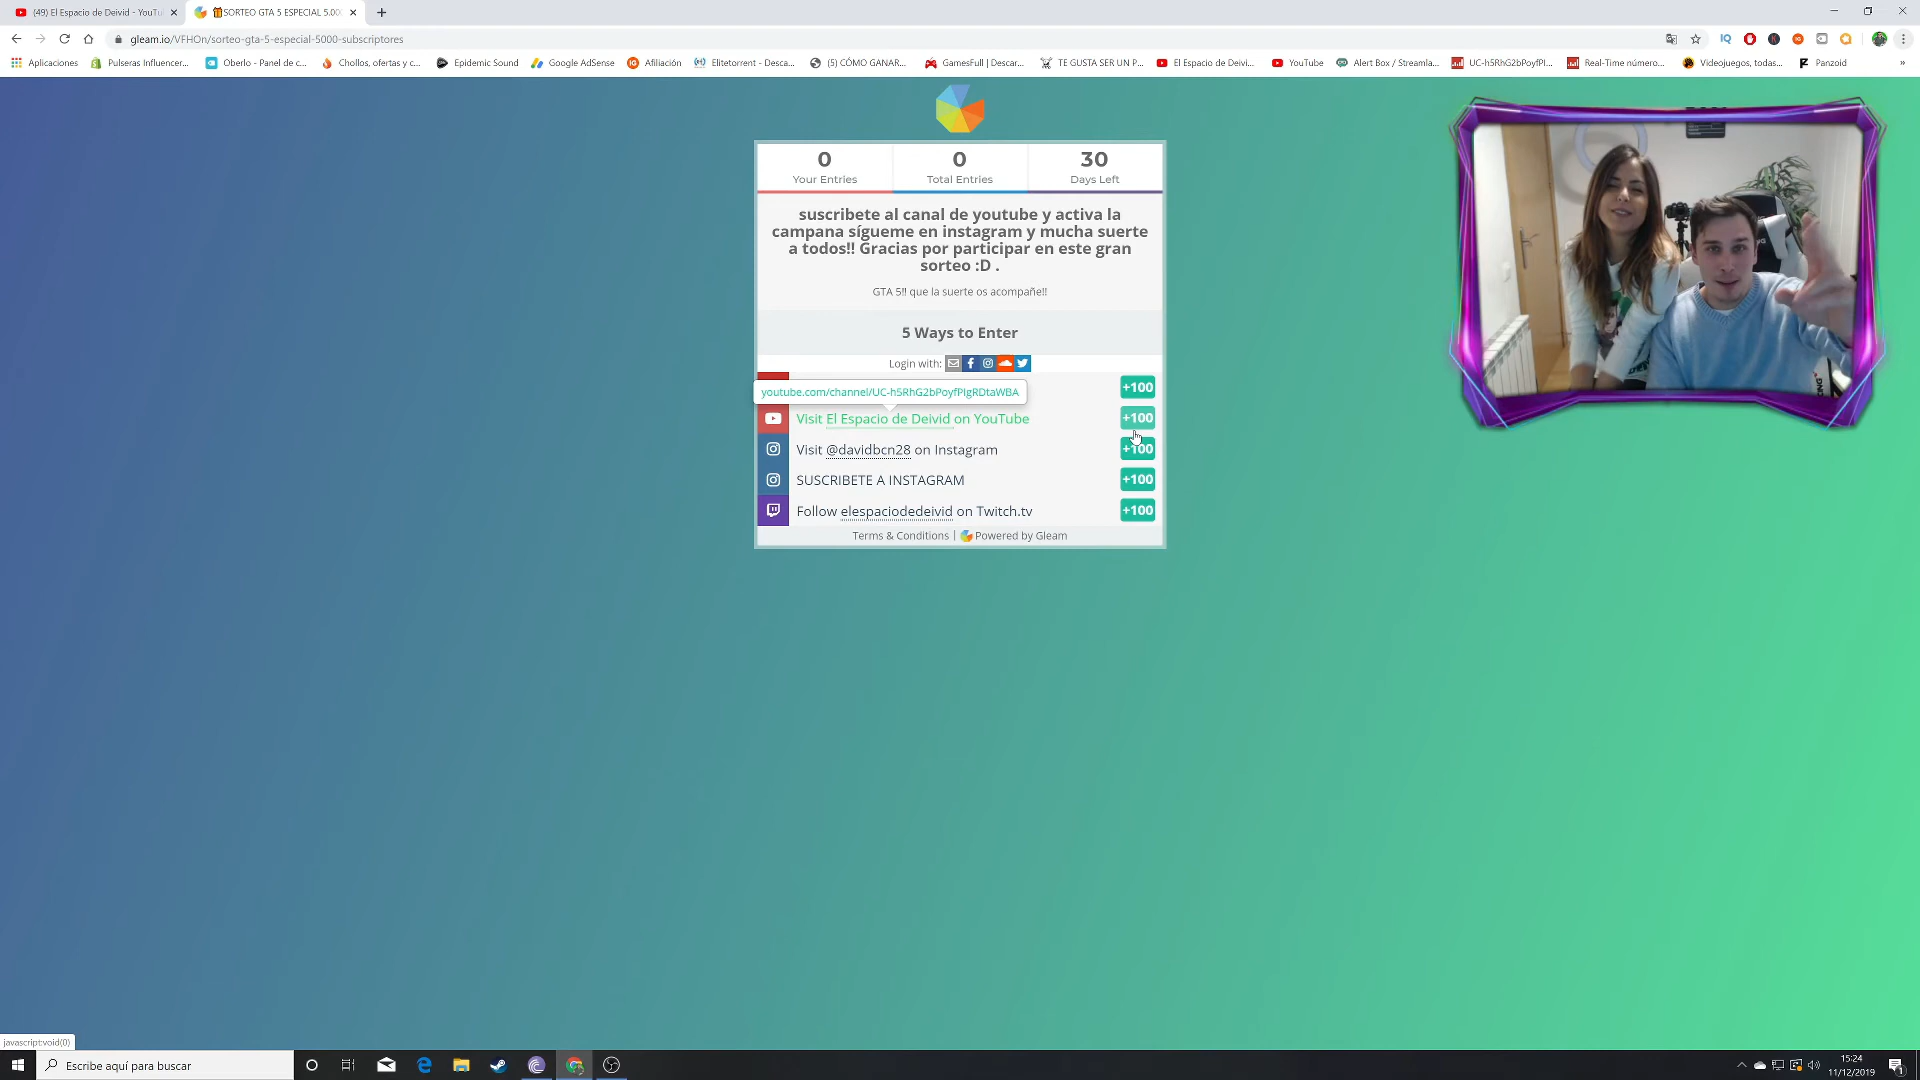 (49) El Espacio de Deivid - YouTu
SORTEO GTA 5 ESPECIAL 5.00
gleam.io/VFHOn/sorteo-gta-5-especial-5000-subscriptores
Aplicaciones
Pulseras Influencer...
Oberlo - Panel de c...
Chollos, ofertas y c...
Epidemic Sound
Google AdSense
Afiliación
Elitetorrent - Desca...
(5) CÓMO GANAR...
GamesFull | Descar...
TE GUSTA SER UN P...
El Espacio de Deivi...
YouTube
Alert Box / Streamla...
UC-h5RhG2bPoyfPI...
Real-Time número...
Videojuegos, todas...
Panzoid
0
Your Entries
0
Total Entries
30
Days Left
suscribete al canal de youtube y activa la
campana sígueme en instagram y mucha suerte
a todos!! Gracias por participar en este gran
sorteo :D .
GTA 5!! que la suerte os acompañe!!
5 Ways to Enter
Login with:
+100
youtube.com/channel/UC-h5RhG2bPoyfPIgRDtaWBA
Visit El Espacio de Deivid on YouTube
+100
Visit @davidbcn28 on Instagram
+100
SUSCRIBETE A INSTAGRAM
+100
Follow elespaciodedeivid on Twitch.tv
+100
Terms & Conditions | Powered by Gleam
javascript:void(0)
Escribe aquí para buscar
15:24
11/12/2019